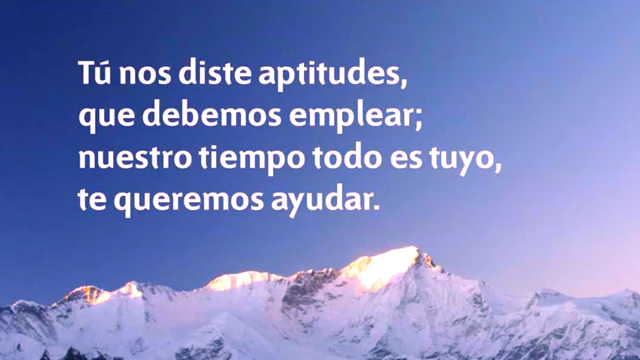 Tú nos diste aptitudes,
que debemos emplear;
nuestro tiempo todo es tuyo,
te queremos ayudar.